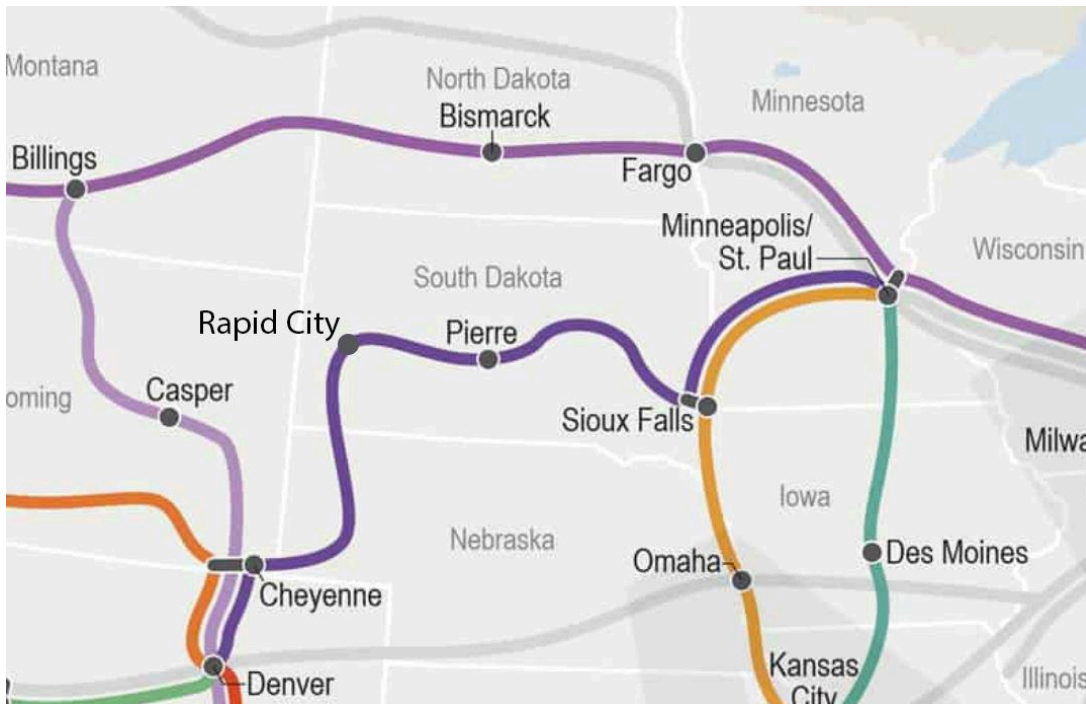 Montana
North Dakota
Bismarck
Minnesota
Billings
Fargo
Minneapolis/
St. Paul
Wisconsin
South Dakota
Rapid City
Pierre
Casper
oming
Sioux Falls
Milwa
Iowa
Nebraska
Omaha
Des Moines
Cheyenne
Kansas
City
Denver
Illinois